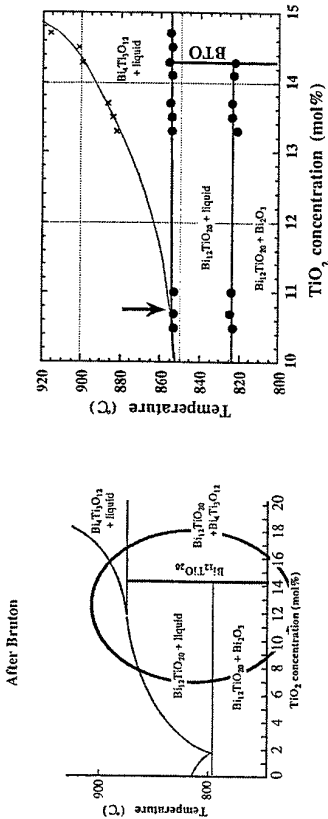 After Bruton
Temperature (℃)
900
800
Bi4Ti3O12
+ liquid
Bi12TiO20 + liquid
Bi12TiO20
+ Bi4Ti3O12
Bi12TiO20
Bi12TiO20 + Bi2O3
0 2 4 6 8 10 12 14 16 18 20
TiO2 concentration (mol%)
Temperature (℃)
920
900
880
860
840
820
800
Bi4Ti3O12
+ liquid
Bi12TiO20 + liquid
BTO
Bi12TiO20 + Bi2O3
10 11 12 13 14 15
TiO2 concentration (mol%)